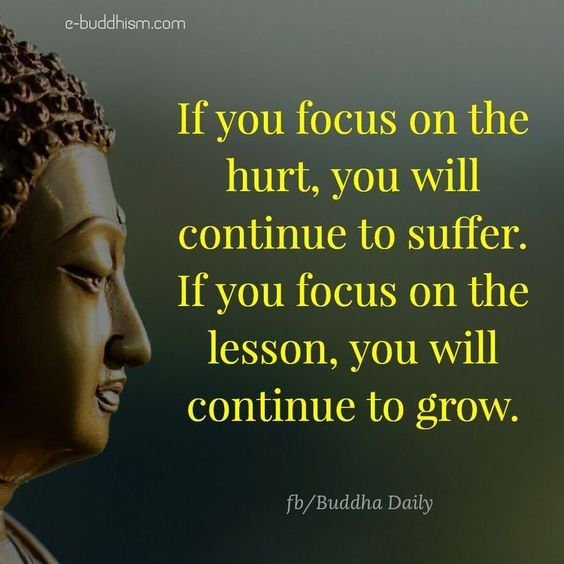 e-buddhism.com
If you focus on the
hurt, you will
continue to suffer.
If you focus on the
lesson, you will
continue to grow.
fb/Buddha Daily